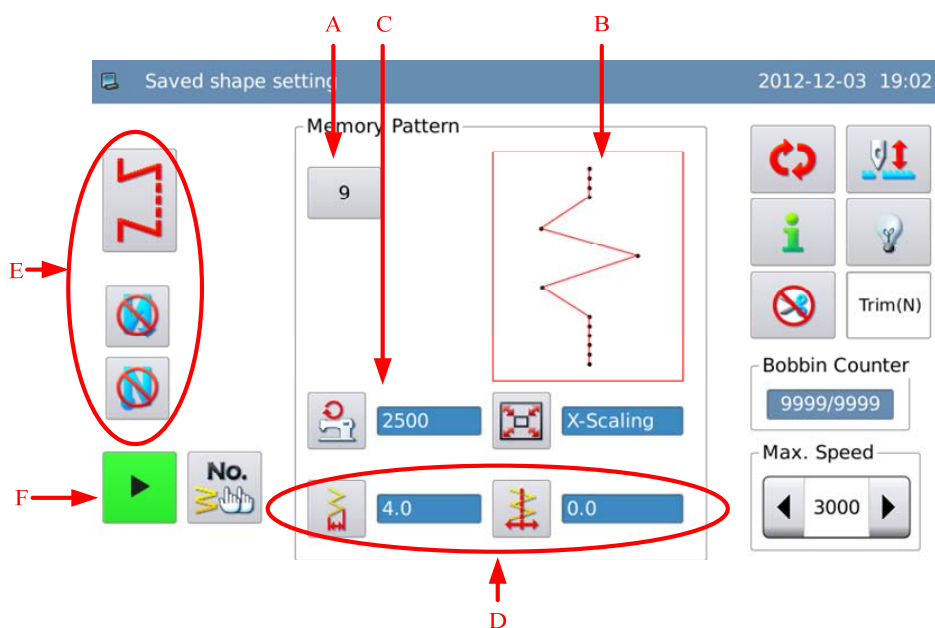 A
C
B
Saved shape setting
2012-12-03 19:02
Memory Pattern
9
E
Trim(N)
Bobbin Counter
9999/9999
2500
X-Scaling
Max. Speed
No.
F
3000
4.0
0.0
D